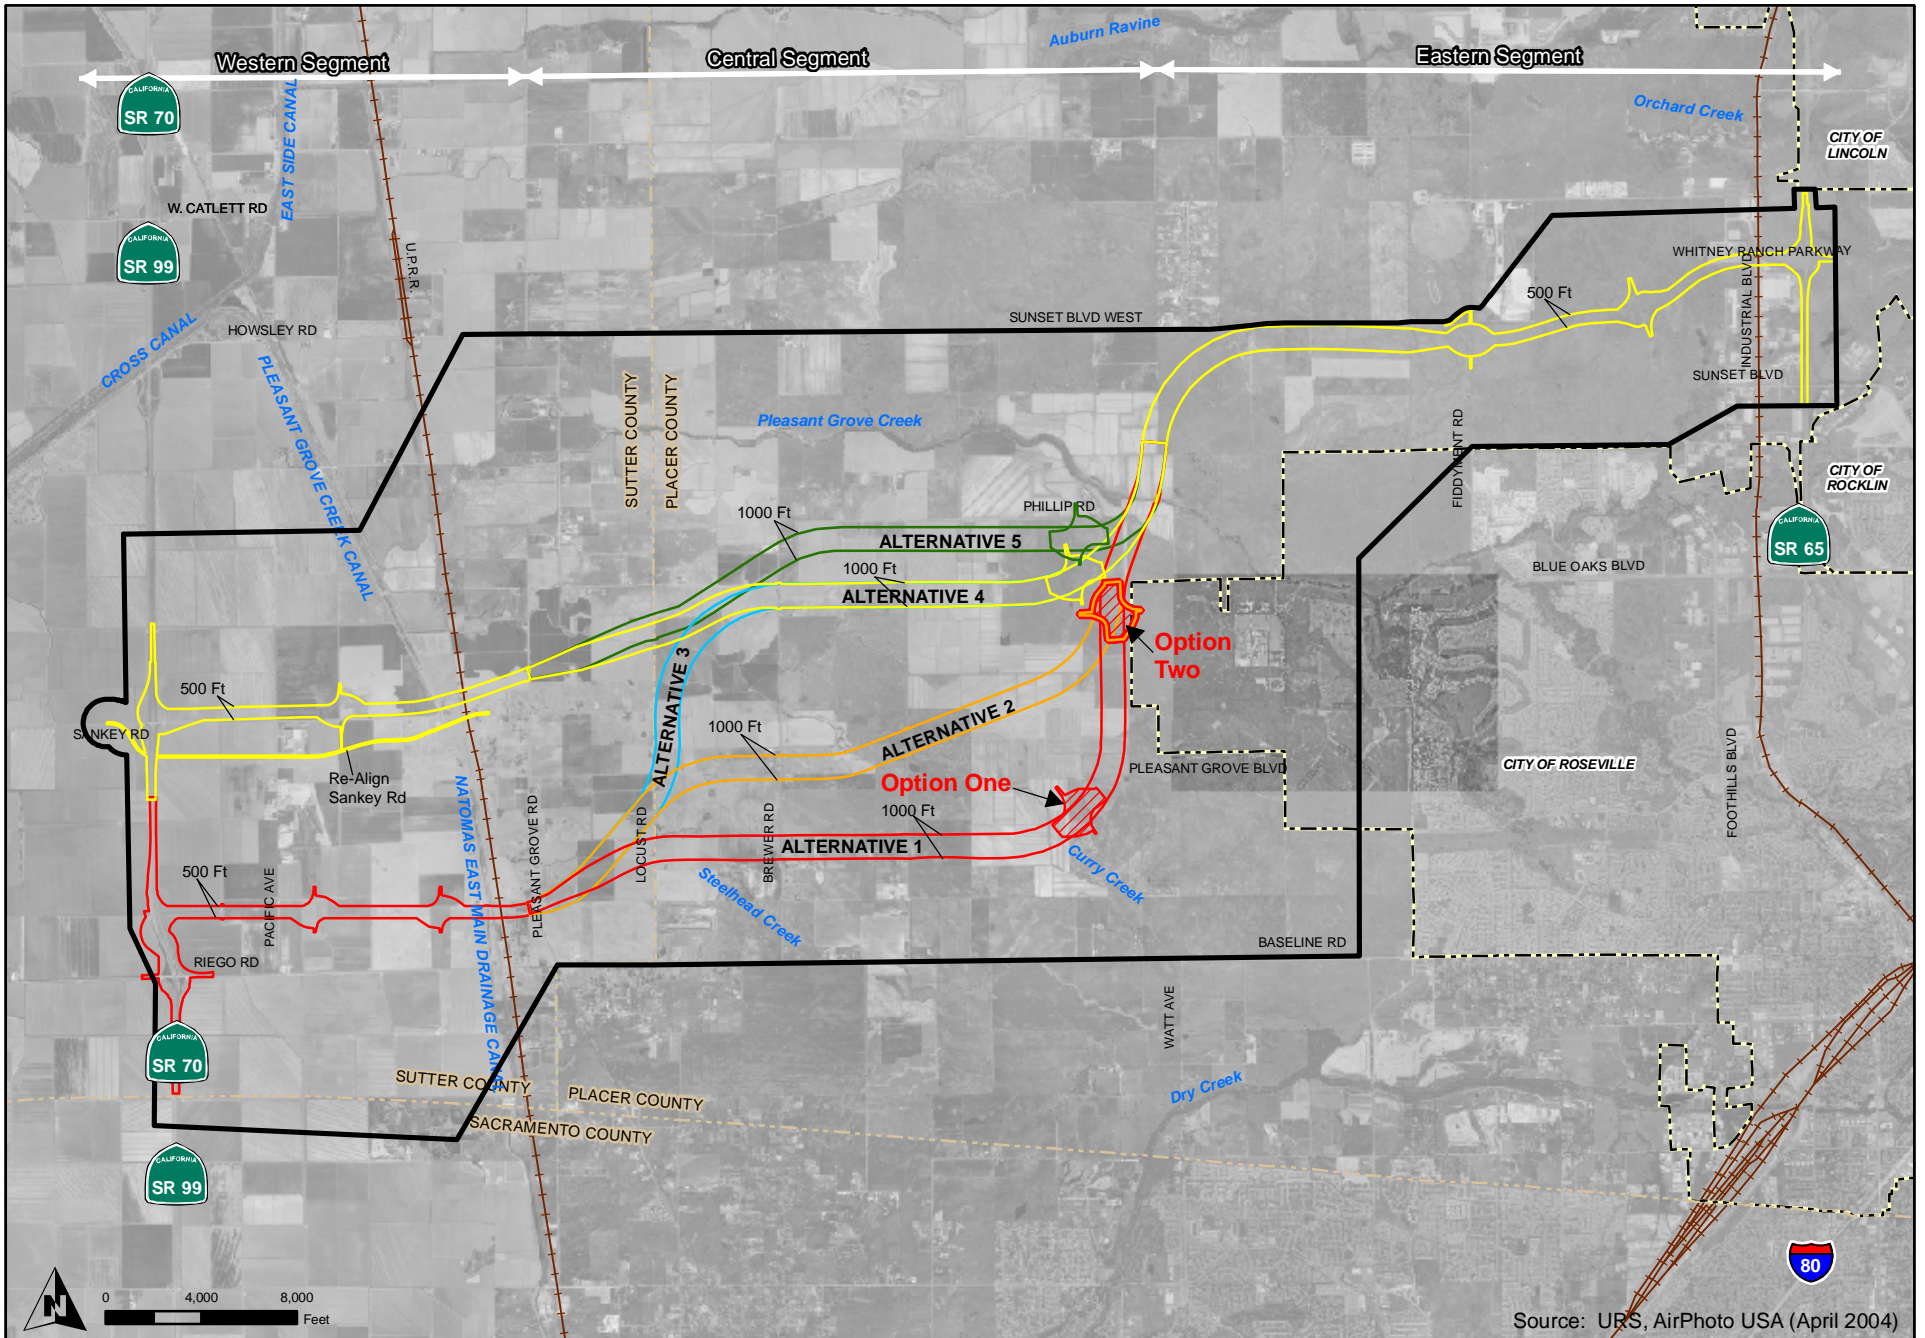 Western Segment
Central Segment
Eastern Segment
Auburn Ravine
Orchard Creek
CITY OF
LINCOLN
CALIFORNIA
SR 70
EAST SIDE CANAL
W. CATLETT RD
CALIFORNIA
SR 99
U.P.R.R.
WHITNEY RANCH PARKWAY
INDUSTRIAL BLVD
500 Ft
HOWSLEY RD
SUNSET BLVD WEST
CROSS CANAL
PLEASANT GROVE CREEK CANAL
SUNSET BLVD
SUTTER COUNTY
PLACER COUNTY
Pleasant Grove Creek
FIDDYMENT RD
CITY OF
ROCKLIN
CALIFORNIA
SR 65
1000 Ft
PHILLIP RD
ALTERNATIVE 5
1000 Ft
ALTERNATIVE 4
BLUE OAKS BLVD
Option
Two
ALTERNATIVE 3
500 Ft
SANKEY RD
1000 Ft
ALTERNATIVE 2
Re-Align
Sankey Rd
PLEASANT GROVE BLVD
CITY OF ROSEVILLE
FOOTHILLS BLVD
Option One
NATOMAS EAST MAIN DRAINAGE CANAL
PLEASANT GROVE RD
LOCUST RD
BREWER RD
1000 Ft
ALTERNATIVE 1
Curry Creek
Steelhead Creek
500 Ft
PACIFIC AVE
RIEGO RD
BASELINE RD
WATT AVE
CALIFORNIA
SR 70
SUTTER COUNTY
PLACER COUNTY
SACRAMENTO COUNTY
Dry Creek
CALIFORNIA
SR 99
80
N
0 4,000 8,000
Feet
Source: URS, AirPhoto USA (April 2004)